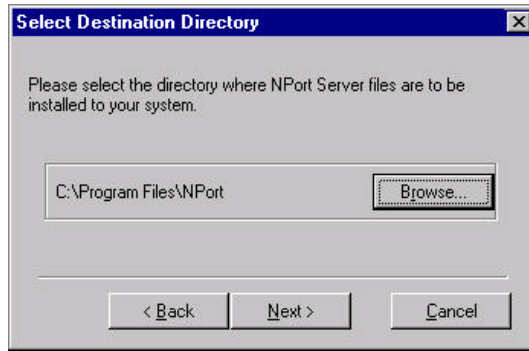 Select Destination Directory
Please select the directory where NPort Server files are to be
installed to your system.
C:\Program Files\NPort
Browse...
< Back
Next >
Cancel